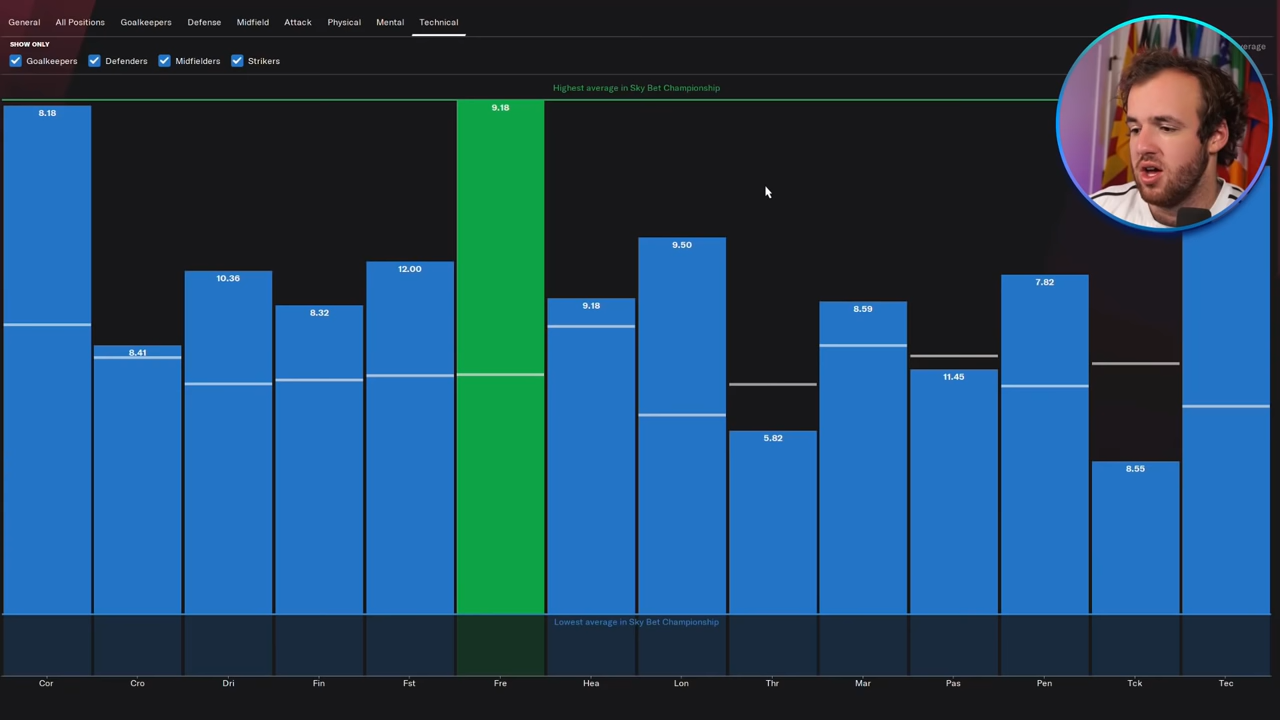 General All Positions Goalkeepers Defense Midfield Attack Physical Mental Technical
SHOW ONLY
Goalkeepers Defenders Midfielders Strikers
Highest average in Sky Bet Championship
8.18 8.41 10.36 8.32 12.00 9.18 9.18 9.50 5.82 8.59 11.45 7.82 8.55
Lowest average in Sky Bet Championship
Cor Cro Dri Fin Fst Fre Hea Lon Thr Mar Pas Pen Tck Tec